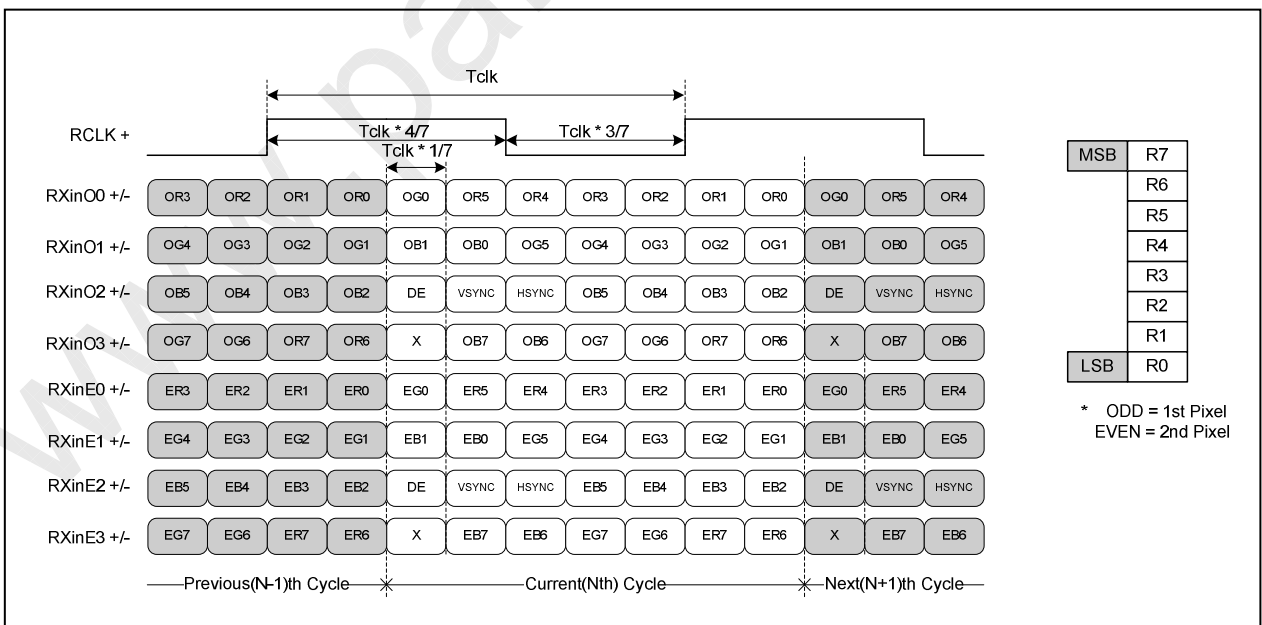 Tclk
RCLK +
Tclk * 4/7
Tclk * 3/7
Tclk * 1/7
RXinO0 +/- OR3 OR2 OR1 OR0 OG0 OR5 OR4 OR3 OR2 OR1 OR0 OG0 OR5 OR4
RXinO1 +/- OG4 OG3 OG2 OG1 OB1 OB0 OG5 OG4 OG3 OG2 OG1 OB1 OB0 OG5
RXinO2 +/- OB5 OB4 OB3 OB2 DE VSYNC HSYNC OB5 OB4 OB3 OB2 DE VSYNC HSYNC
RXinO3 +/- OG7 OG6 OR7 OR6 X OB7 OB6 OG7 OG6 OR7 OR6 X OB7 OB6
RXinE0 +/- ER3 ER2 ER1 ER0 EG0 ER5 ER4 ER3 ER2 ER1 ER0 EG0 ER5 ER4
RXinE1 +/- EG4 EG3 EG2 EG1 EB1 EB0 EG5 EG4 EG3 EG2 EG1 EB1 EB0 EG5
RXinE2 +/- EB5 EB4 EB3 EB2 DE VSYNC HSYNC EB5 EB4 EB3 EB2 DE VSYNC HSYNC
RXinE3 +/- EG7 EG6 ER7 ER6 X EB7 EB6 EG7 EG6 ER7 ER6 X EB7 EB6
Previous(N-1)th Cycle Current(Nth) Cycle Next(N+1)th Cycle
MSB R7
R6
R5
R4
R3
R2
R1
LSB R0
* ODD = 1st Pixel
EVEN = 2nd Pixel
www.pa